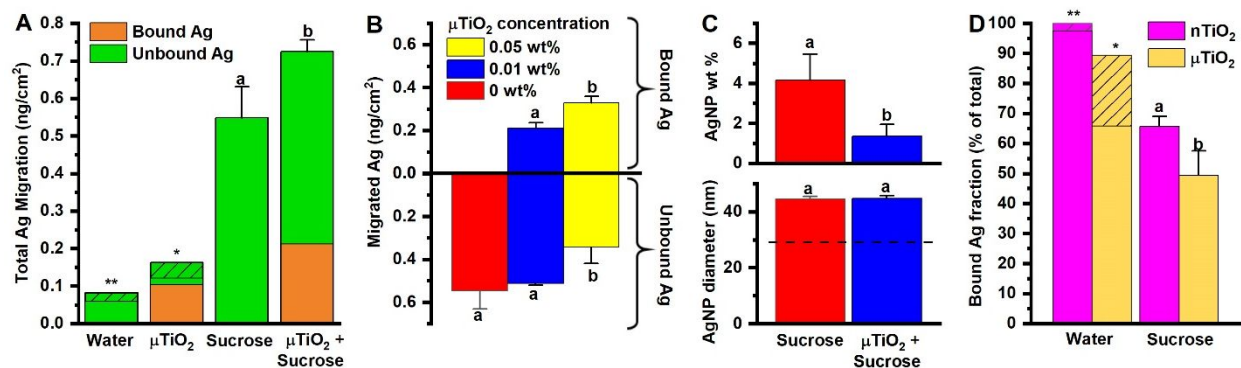 A
Bound Ag
Unbound Ag
Total Ag Migration (ng/cm²)
0.8
0.7
0.6
0.5
0.4
0.3
0.2
0.1
0.0
**
*
a
b
Water
µTiO₂
Sucrose
µTiO₂ +
Sucrose
B
µTiO₂ concentration
0.05 wt%
0.01 wt%
0 wt%
Migrated Ag (ng/cm²)
0.6
0.4
0.2
0.0
0.2
0.4
0.6
a
b
a
a
b
Bound Ag
Unbound Ag
C
AgNP wt %
6
4
2
0
a
b
AgNP diameter (nm)
40
20
0
a
a
Sucrose
µTiO₂ +
Sucrose
D
nTiO₂
µTiO₂
Bound Ag fraction (% of total)
100
90
80
70
60
50
40
30
20
10
0
**
*
a
b
Water
Sucrose